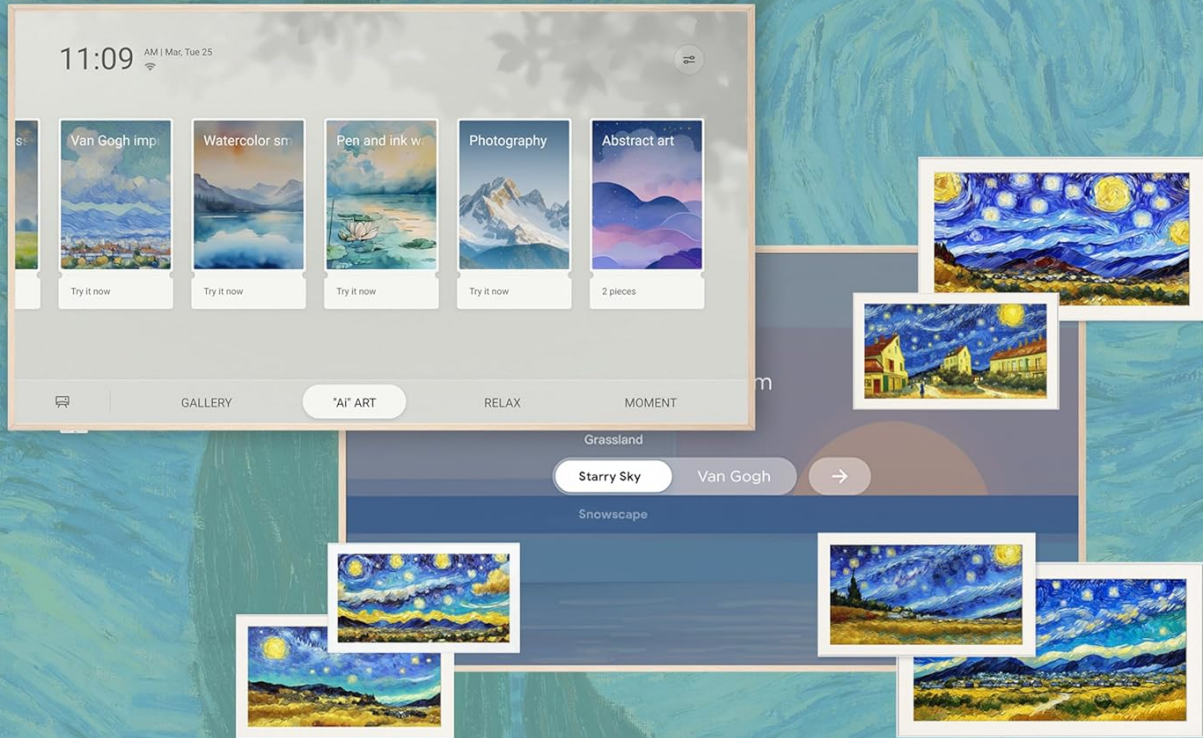 11:09
AM | Mar, Tue 25
Van Gogh imp
Watercolor sm
Pen and ink w
Photography
Abstract art
Try it now
Try it now
Try it now
Try it now
2 pieces
GALLERY
"Ai" ART
RELAX
MOMENT
Grassland
Starry Sky
Van Gogh
Snowscape